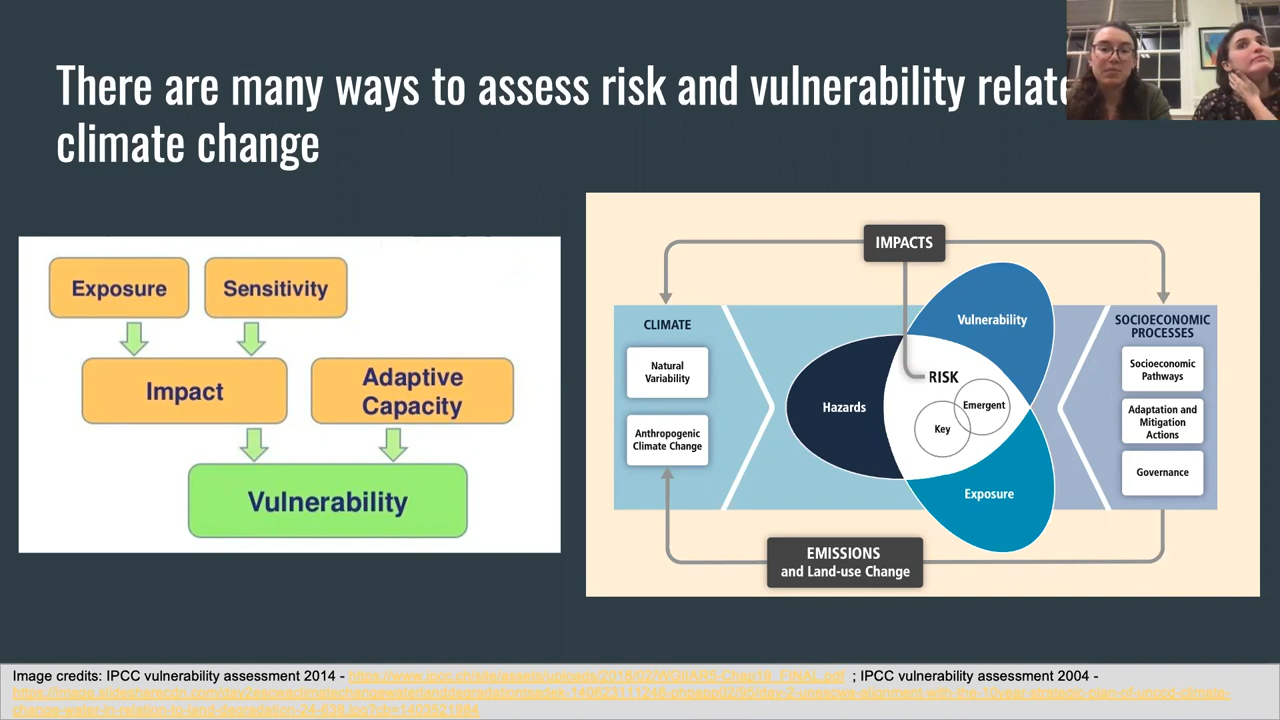 There are many ways to assess risk and vulnerability relate
climate change
Exposure
Sensitivity
Impact
Adaptive
Capacity
Vulnerability
IMPACTS
CLIMATE
Natural
Variability
Anthropogenic
Climate Change
Hazards
Vulnerability
RISK
Emergent
Key
Exposure
SOCIOECONOMIC
PROCESSES
Socioeconomic
Pathways
Adaptation and
Mitigation
Actions
Governance
EMISSIONS
and Land-use Change
Image credits: IPCC vulnerability assessment 2014 - ; IPCC vulnerability assessment 2004 -